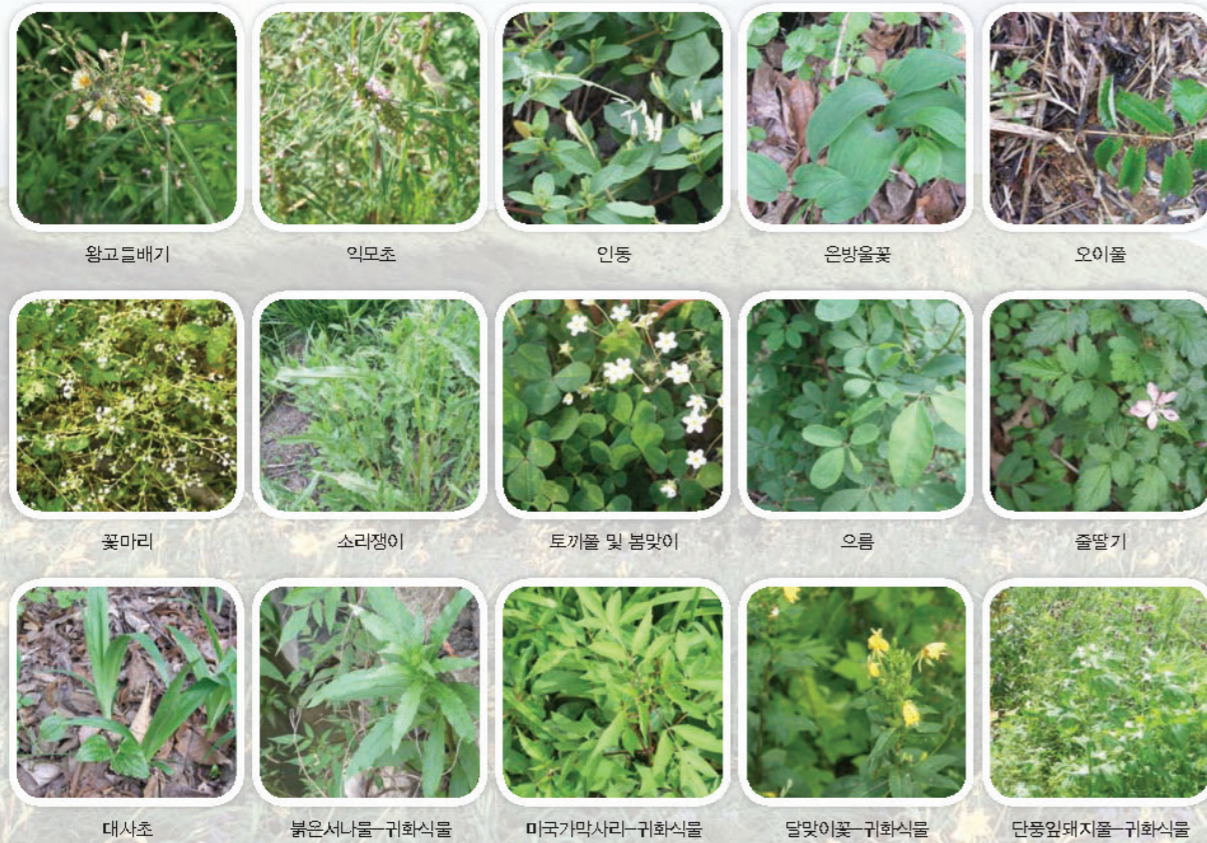 왕고들배기
익모초
인동
은방울꽃
오이풀
꽃마리
소리쟁이
토끼풀 및 봄맞이
으름
줄딸기
대사초
붉은서나물-귀화식물
미국가막사리-귀화식물
달맞이꽃-귀화식물
단풍잎돼지풀-귀화식물